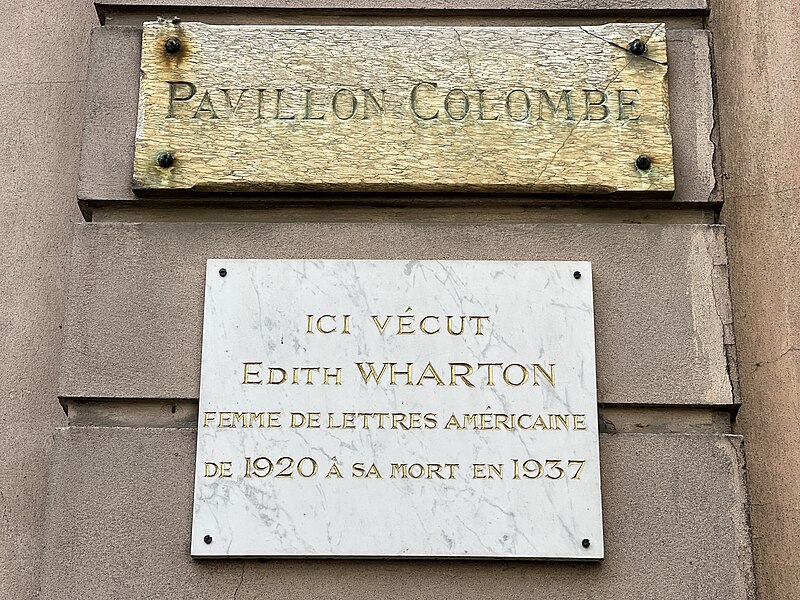 PAVILLON COLOMBE
ICI VÉCUT
EDITH WHARTON
FEMME DE LETTRES AMÉRICAINE
DE 1920 À SA MORT EN 1937